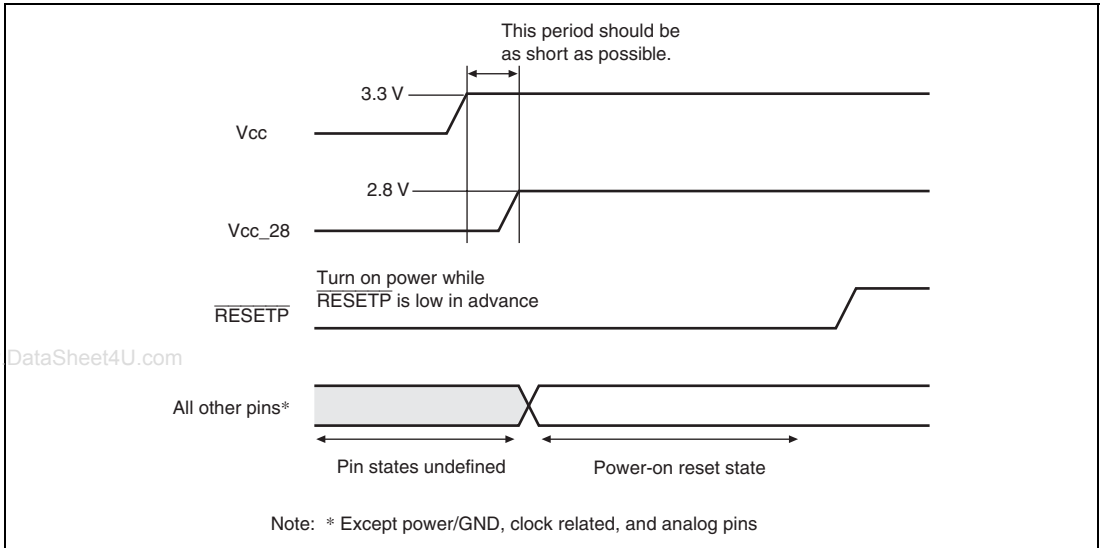 This period should be
as short as possible.
3.3 V
Vcc
2.8 V
Vcc_28
Turn on power while
RESETP is low in advance
RESETP
DataSheet4U.com
All other pins*
Pin states undefined
Power-on reset state
Note: * Except power/GND, clock related, and analog pins